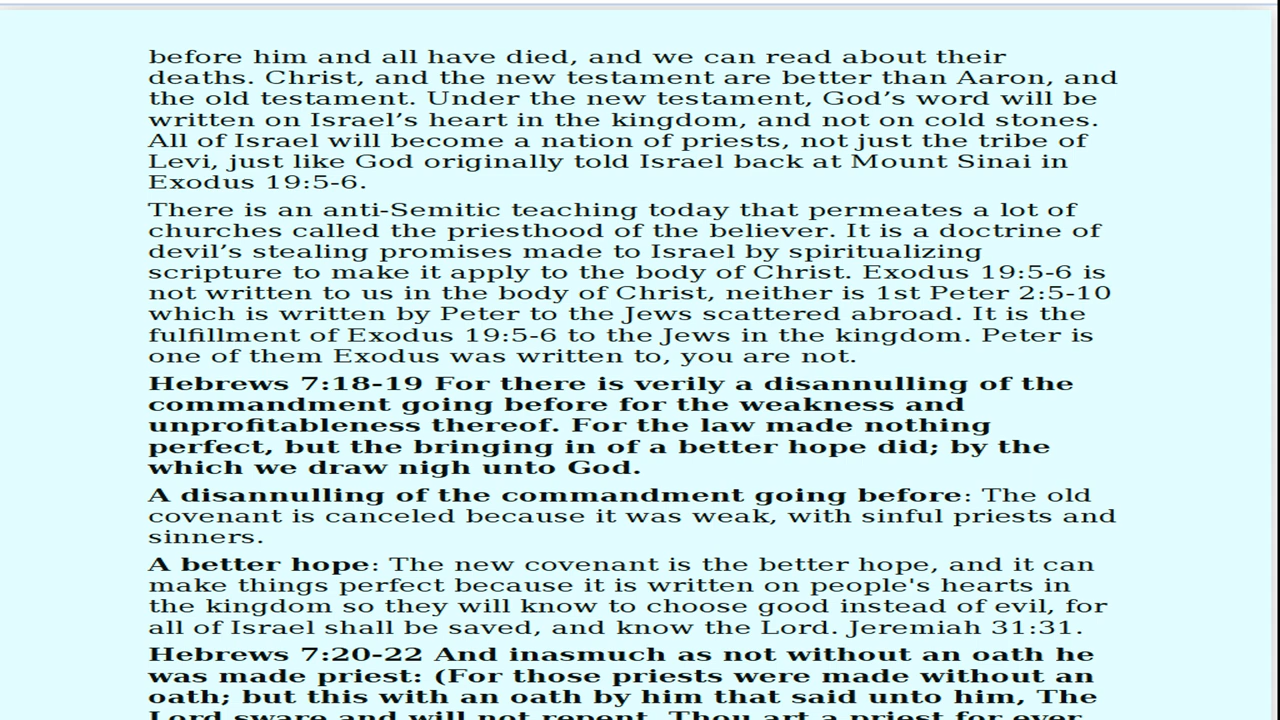 before him and all have died, and we can read about their
deaths. Christ, and the new testament are better than Aaron, and
the old testament. Under the new testament, God’s word will be
written on Israel’s heart in the kingdom, and not on cold stones.
All of Israel will become a nation of priests, not just the tribe of
Levi, just like God originally told Israel back at Mount Sinai in
Exodus 19:5-6.
There is an anti-Semitic teaching today that permeates a lot of
churches called the priesthood of the believer. It is a doctrine of
devil’s stealing promises made to Israel by spiritualizing
scripture to make it apply to the body of Christ. Exodus 19:5-6 is
not written to us in the body of Christ, neither is 1st Peter 2:5-10
which is written by Peter to the Jews scattered abroad. It is the
fulfillment of Exodus 19:5-6 to the Jews in the kingdom. Peter is
one of them Exodus was written to, you are not.
Hebrews 7:18-19 For there is verily a disannulling of the
commandment going before for the weakness and
unprofitableness thereof. For the law made nothing
perfect, but the bringing in of a better hope did; by the
which we draw nigh unto God.
A disannulling of the commandment going before: The old
covenant is canceled because it was weak, with sinful priests and
sinners.
A better hope: The new covenant is the better hope, and it can
make things perfect because it is written on people's hearts in
the kingdom so they will know to choose good instead of evil, for
all of Israel shall be saved, and know the Lord. Jeremiah 31:31.
Hebrews 7:20-22 And inasmuch as not without an oath he
was made priest: (For those priests were made without an
oath; but this with an oath by him that said unto him, The
Lord sware and will not repent, Thou art a priest for ever